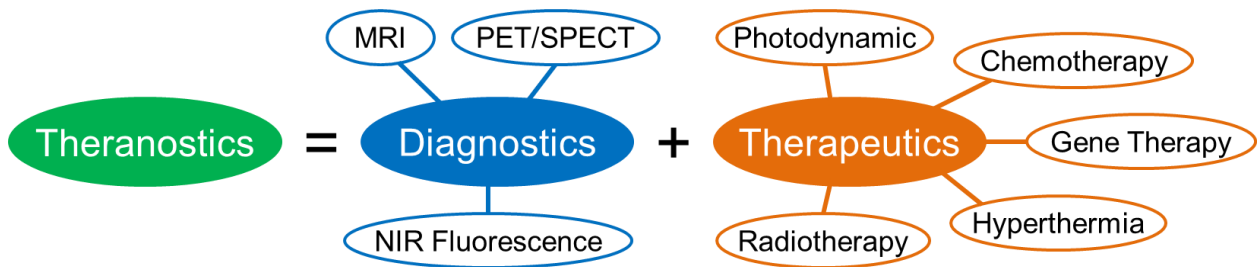 MRI
PET/SPECT
Photodynamic
Chemotherapy
Theranostics = Diagnostics + Therapeutics
Gene Therapy
NIR Fluorescence
Radiotherapy
Hyperthermia